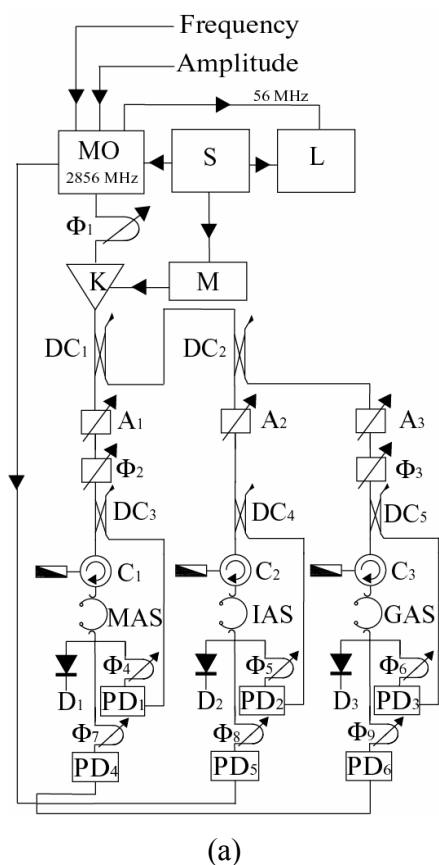 Frequency
Amplitude
56 MHz
MO
2856 MHz
S
L
Φ1
K
M
DC1
DC2
A1
A2
A3
Φ2
Φ3
DC3
DC4
DC5
C1
C2
C3
MAS
IAS
GAS
Φ4
Φ5
Φ6
D1
PD1
D2
PD2
D3
PD3
Φ7
Φ8
Φ9
PD4
PD5
PD6
(a)